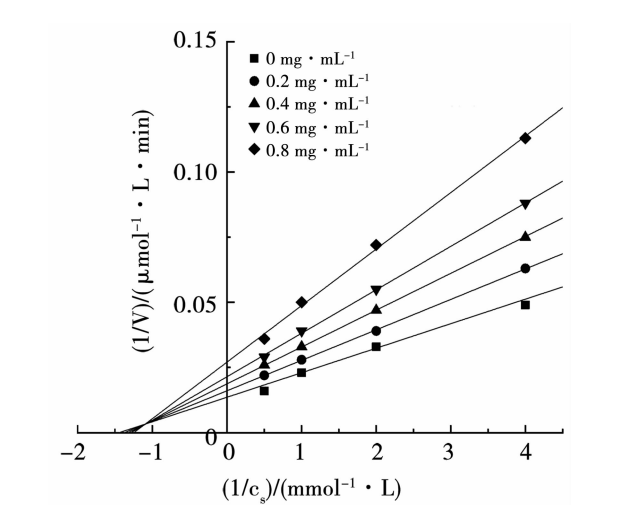 0.15
0 mg · mL⁻¹
0.2 mg · mL⁻¹
0.4 mg · mL⁻¹
0.6 mg · mL⁻¹
0.8 mg · mL⁻¹
0.10
0.05
0
(1/V)/(μmol⁻¹ · L · min)
−2 −1 0 1 2 3 4
(1/cₛ)/(mmol⁻¹ · L)